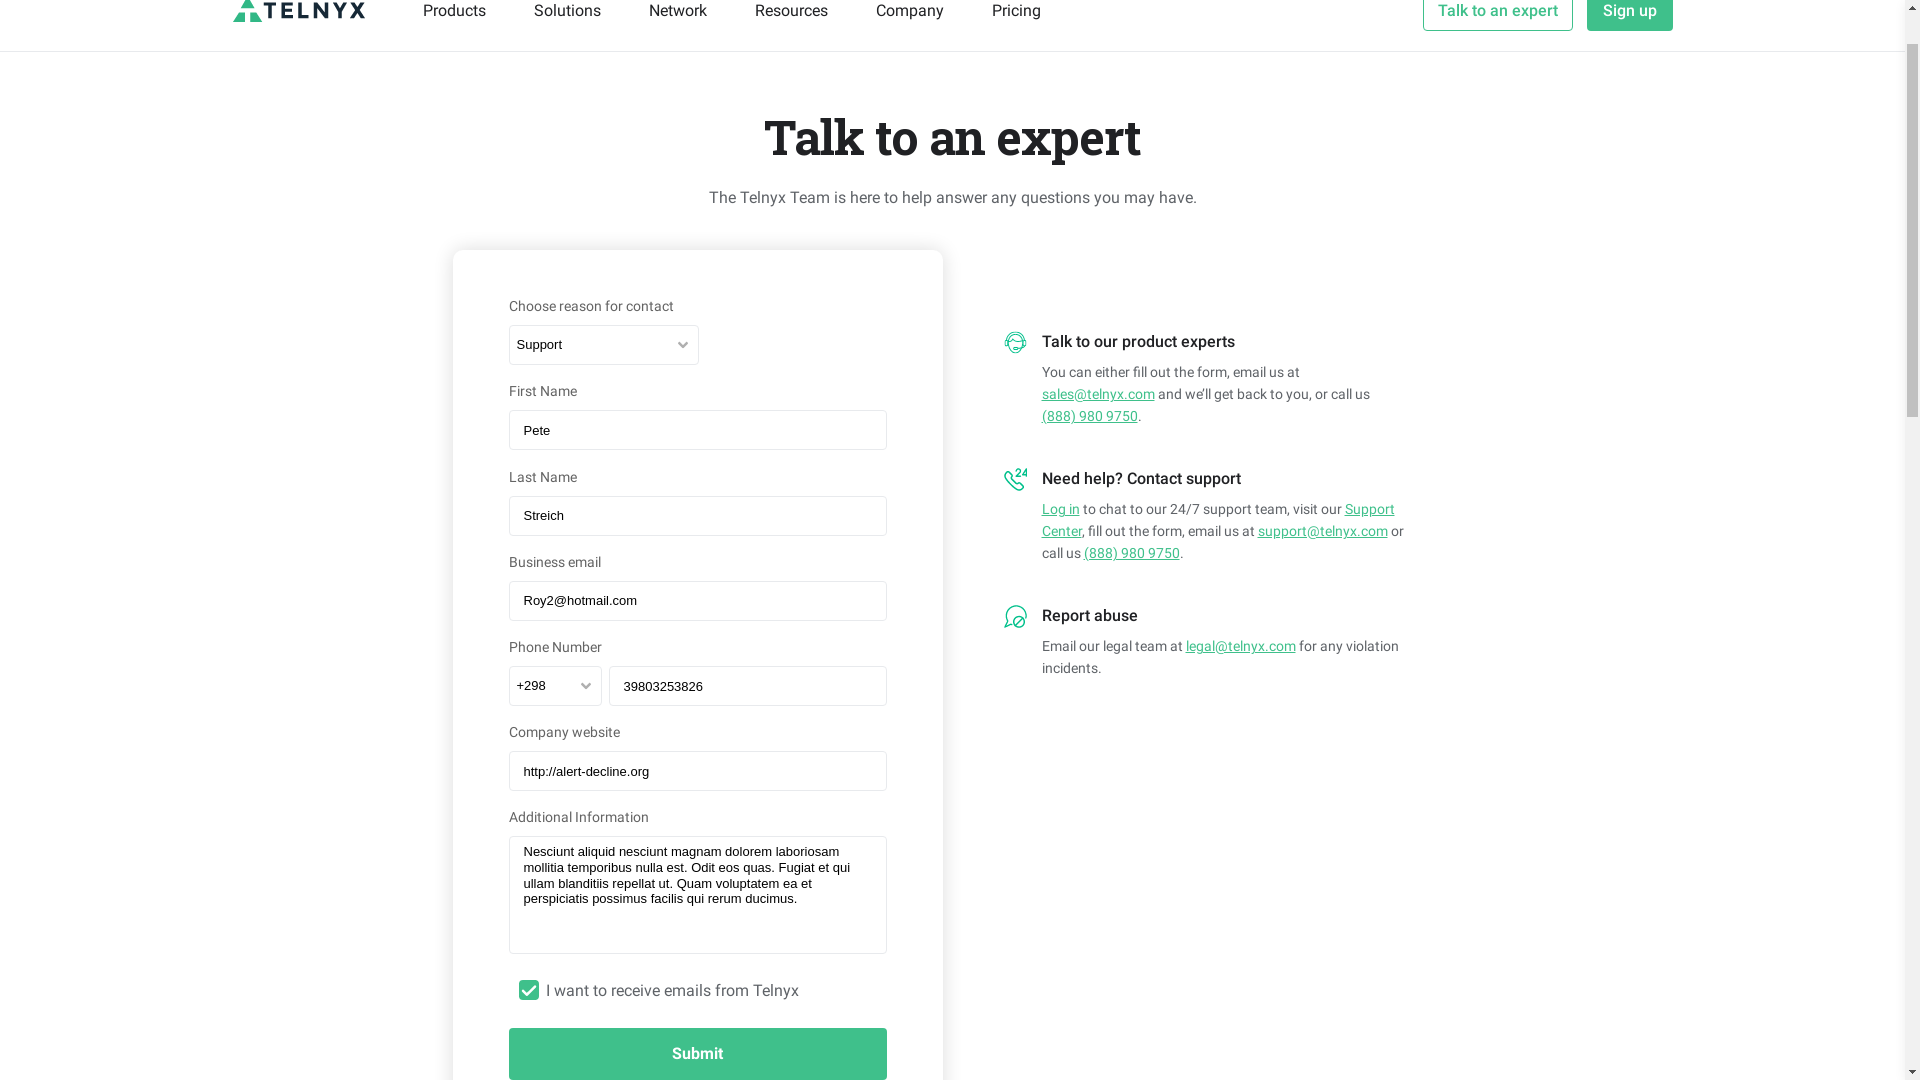 TELNYX
Products
Solutions
Network
Resources
Company
Pricing
Talk to an expert
Sign up
Talk to an expert
The Telnyx Team is here to help answer any questions you may have.
Choose reason for contact
Support
First Name
Pete
Last Name
Streich
Business email
Roy2@hotmail.com
Phone Number
+298
39803253826
Company website
http://alert-decline.org
Additional Information
Nesciunt aliquid nesciunt magnam dolorem laboriosam
mollitia temporibus nulla est. Odit eos quas. Fugiat et qui
ullam blanditiis repellat ut. Quam voluptatem ea et
perspiciatis possimus facilis qui rerum ducimus.
I want to receive emails from Telnyx
Submit
Talk to our product experts
You can either fill out the form, email us at
sales@telnyx.com and we’ll get back to you, or call us
(888) 980 9750.
24
Need help? Contact support
Log in to chat to our 24/7 support team, visit our Support
Center, fill out the form, email us at support@telnyx.com or
call us (888) 980 9750.
Report abuse
Email our legal team at legal@telnyx.com for any violation
incidents.